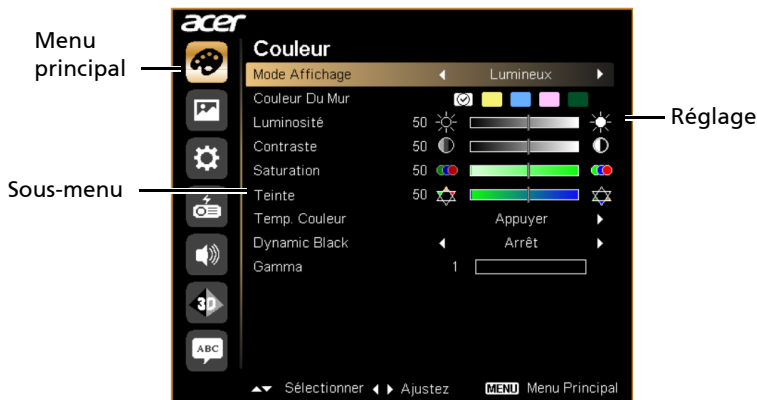 acer
Menu
principal
Couleur
Mode Affichage Lumineux
Couleur Du Mur
Luminosité 50
Contraste 50
Saturation 50
Teinte 50
Temp. Couleur Appuyer
Dynamic Black Arrêt
Gamma 1
Réglage
Sous-menu
3D
ABC
Sélectionner Ajustez MENU Menu Principal